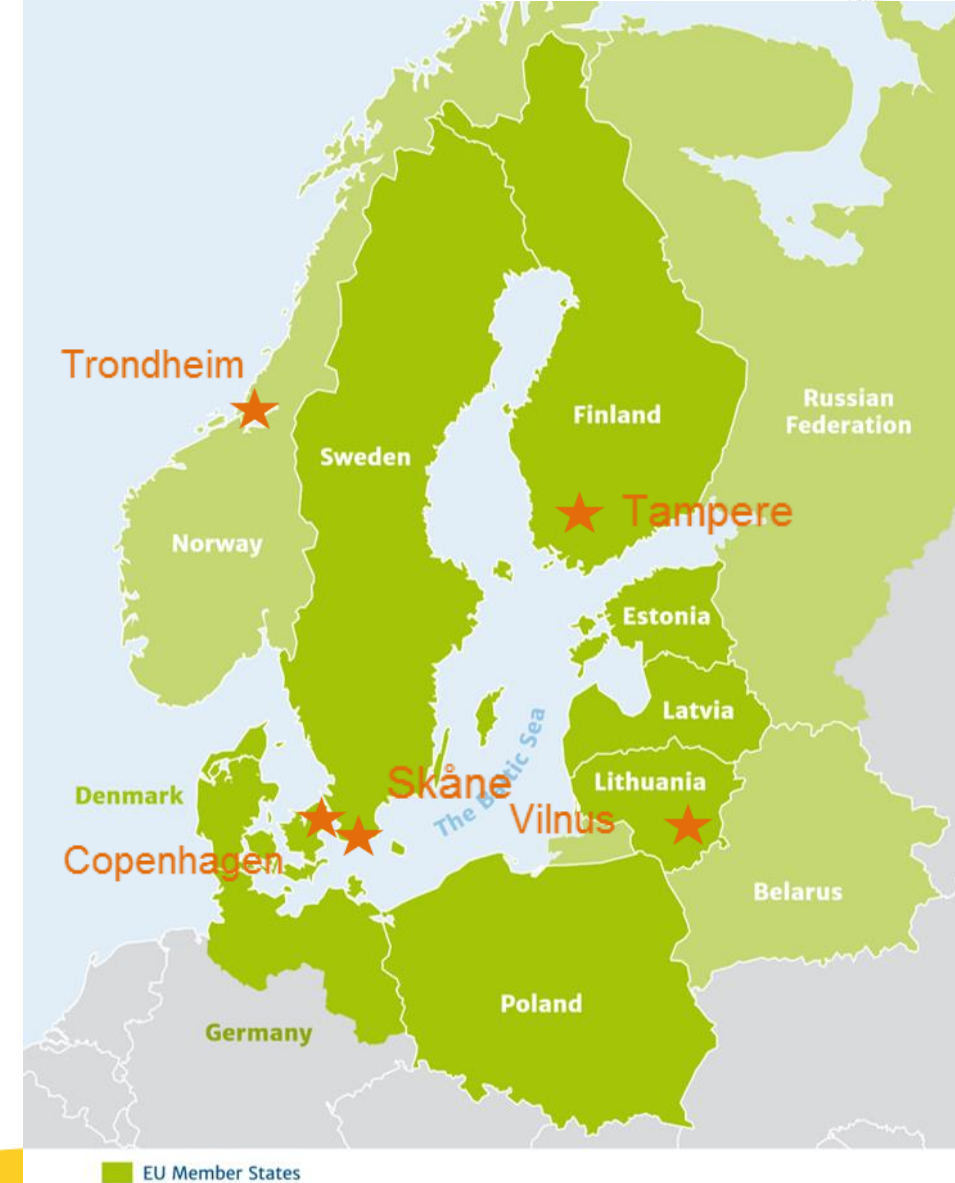 Trondheim
Finland
Russian
Federation
Sweden
Tampere
Norway
Estonia
Latvia
Skåne
Lithuania
Denmark
The Baltic Sea
Vilnus
Copenhagen
Belarus
Poland
Germany
EU Member States